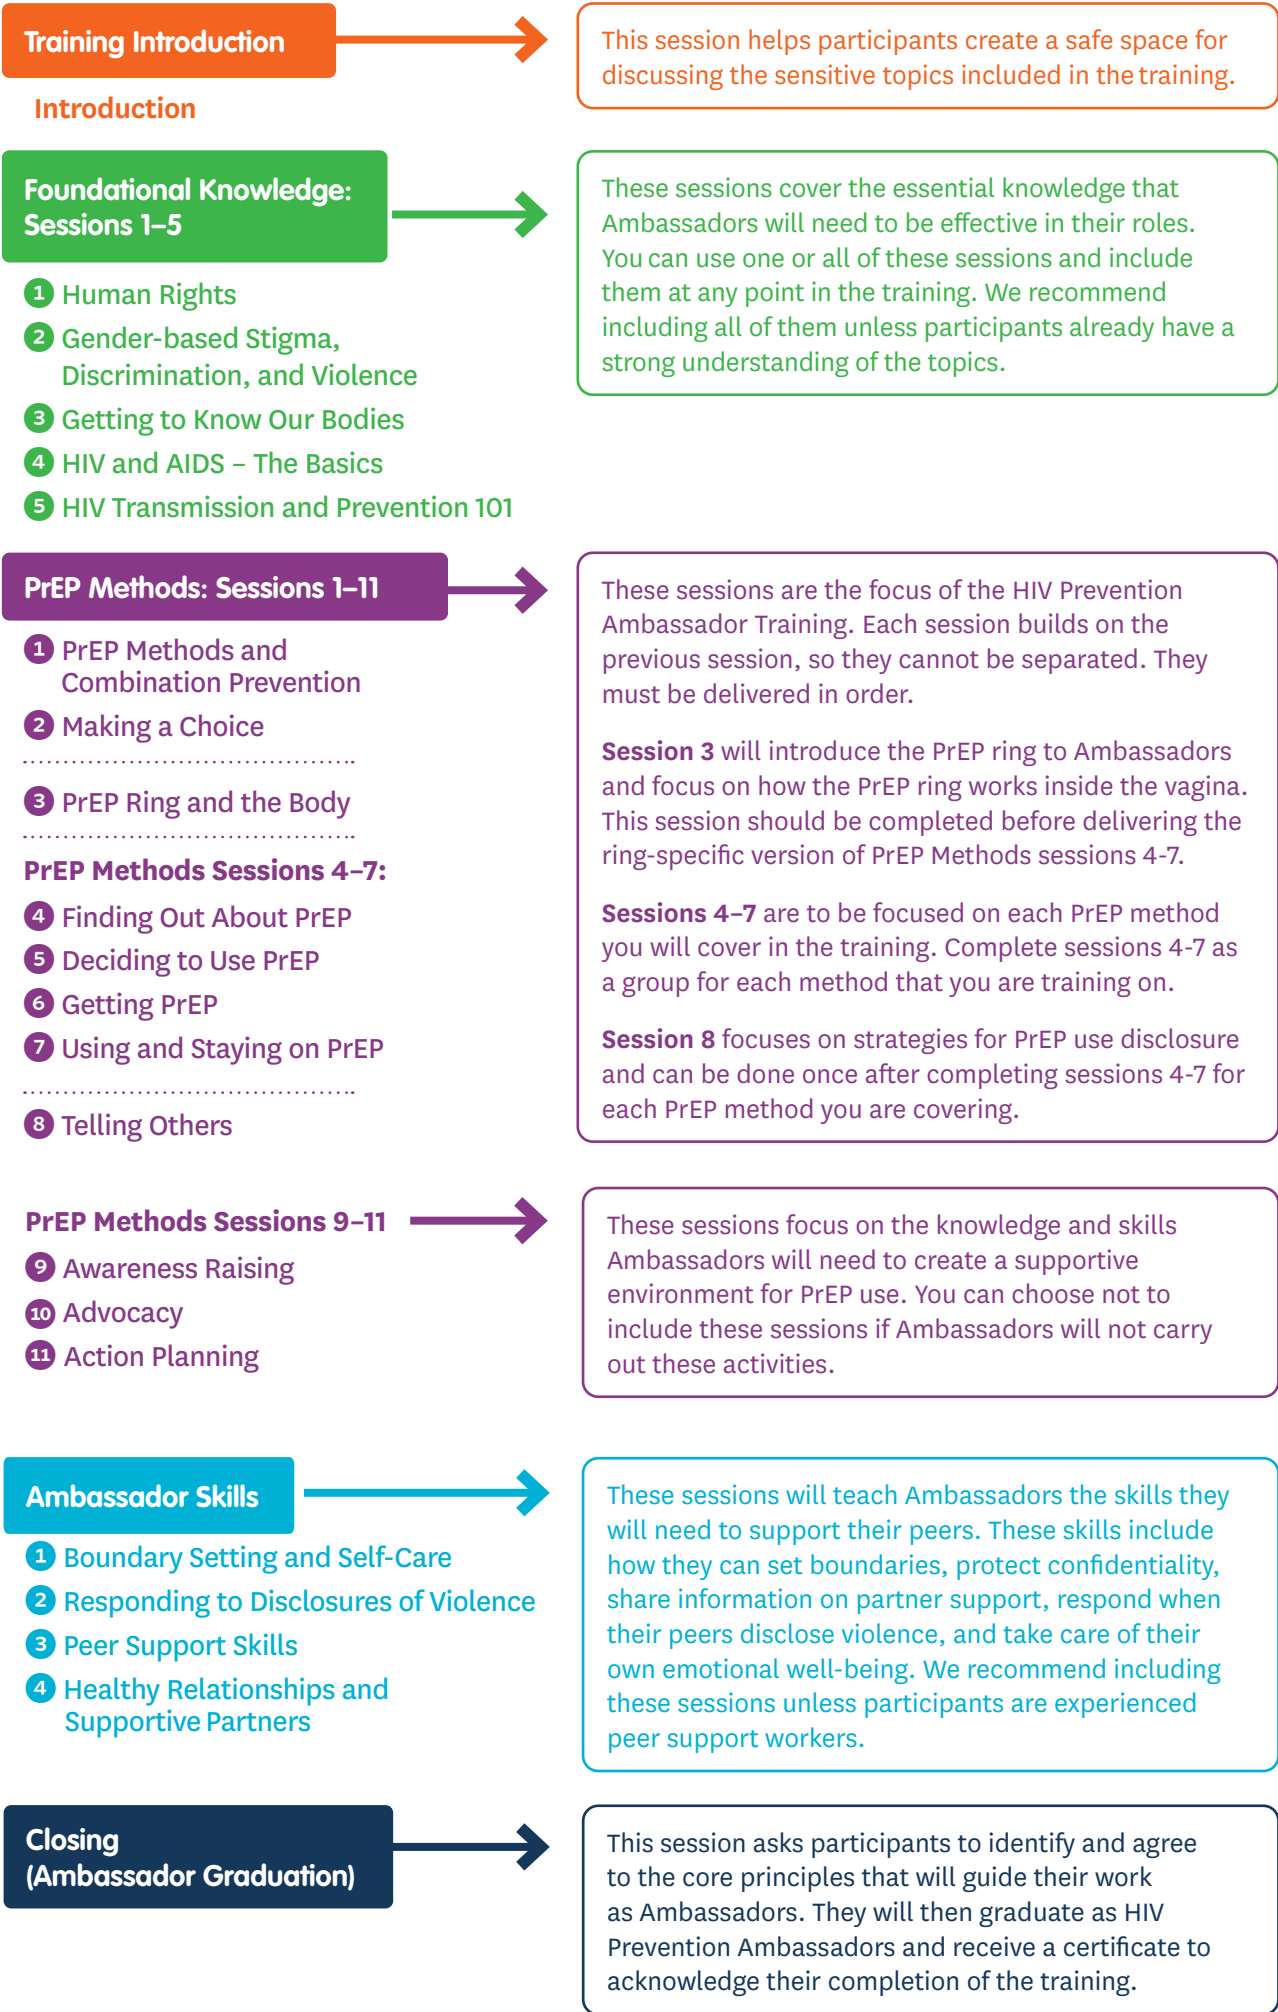 Training Introduction
This session helps participants create a safe space for
discussing the sensitive topics included in the training.
Introduction
Foundational Knowledge:
Sessions 1–5
These sessions cover the essential knowledge that
Ambassadors will need to be effective in their roles.
You can use one or all of these sessions and include
them at any point in the training. We recommend
including all of them unless participants already have a
strong understanding of the topics.
1 Human Rights
2 Gender-based Stigma,
Discrimination, and Violence
3 Getting to Know Our Bodies
4 HIV and AIDS – The Basics
5 HIV Transmission and Prevention 101
PrEP Methods: Sessions 1–11
1 PrEP Methods and
Combination Prevention
2 Making a Choice
3 PrEP Ring and the Body
PrEP Methods Sessions 4–7:
4 Finding Out About PrEP
5 Deciding to Use PrEP
6 Getting PrEP
7 Using and Staying on PrEP
8 Telling Others
These sessions are the focus of the HIV Prevention
Ambassador Training. Each session builds on the
previous session, so they cannot be separated. They
must be delivered in order.
Session 3 will introduce the PrEP ring to Ambassadors
and focus on how the PrEP ring works inside the vagina.
This session should be completed before delivering the
ring-specific version of PrEP Methods sessions 4-7.
Sessions 4–7 are to be focused on each PrEP method
you will cover in the training. Complete sessions 4-7 as
a group for each method that you are training on.
Session 8 focuses on strategies for PrEP use disclosure
and can be done once after completing sessions 4-7 for
each PrEP method you are covering.
PrEP Methods Sessions 9–11
9 Awareness Raising
10 Advocacy
11 Action Planning
These sessions focus on the knowledge and skills
Ambassadors will need to create a supportive
environment for PrEP use. You can choose not to
include these sessions if Ambassadors will not carry
out these activities.
Ambassador Skills
1 Boundary Setting and Self-Care
2 Responding to Disclosures of Violence
3 Peer Support Skills
4 Healthy Relationships and
Supportive Partners
These sessions will teach Ambassadors the skills they
will need to support their peers. These skills include
how they can set boundaries, protect confidentiality,
share information on partner support, respond when
their peers disclose violence, and take care of their
own emotional well-being. We recommend including
these sessions unless participants are experienced
peer support workers.
Closing
(Ambassador Graduation)
This session asks participants to identify and agree
to the core principles that will guide their work
as Ambassadors. They will then graduate as HIV
Prevention Ambassadors and receive a certificate to
acknowledge their completion of the training.